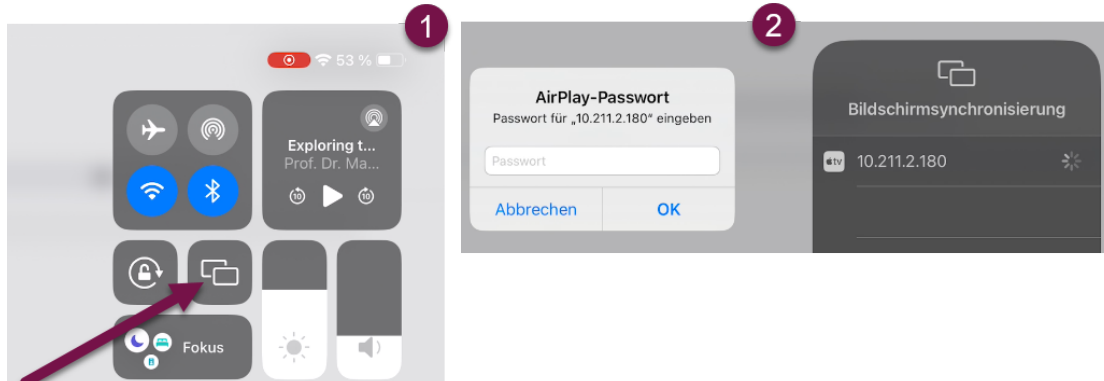 1
53 %
Exploring t...
Prof. Dr. Ma...
10
10
Fokus
2
AirPlay-Passwort
Passwort für „10.211.2.180“ eingeben
Passwort
Abbrechen
OK
Bildschirmsynchronisierung
tv 10.211.2.180